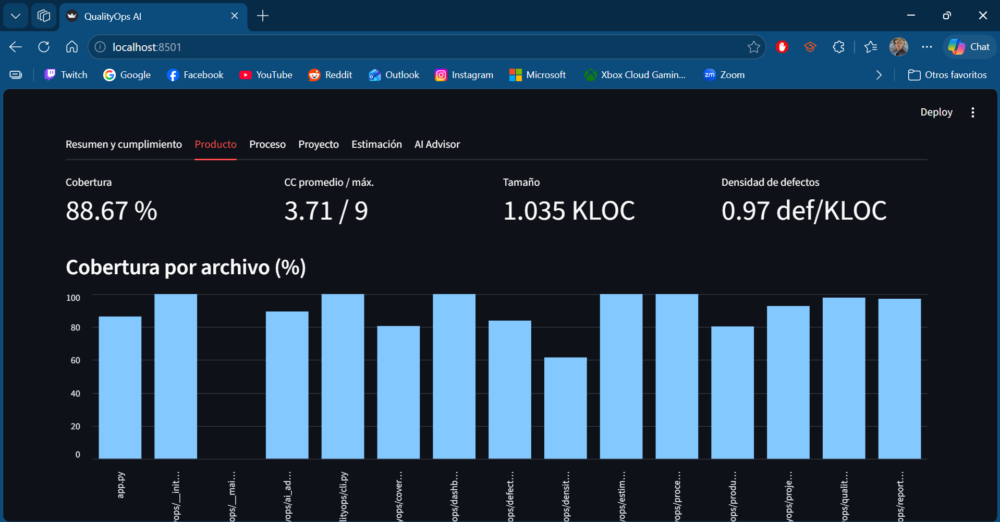 QualityOps AI
localhost:8501
Chat
Twitch
Google
Facebook
YouTube
Reddit
Outlook
Instagram
Microsoft
Xbox Cloud Gamin...
zm Zoom
Otros favoritos
Deploy
Resumen y cumplimiento Producto Proceso Proyecto Estimación AI Advisor
Cobertura
88.67 %
CC promedio / máx.
3.71 / 9
Tamaño
1.035 KLOC
Densidad de defectos
0.97 def/KLOC
Cobertura por archivo (%)
100
80
60
40
20
0
app.py
ops/__init…
ops/__mai…
yops/ai_ad…
lityops/cli.py
yops/cover…
ops/dashb…
ops/defect…
ops/densit…
yops/estim…
yops/proce…
ops/produ…
yops/proje…
ops/qualit…
ops/report…